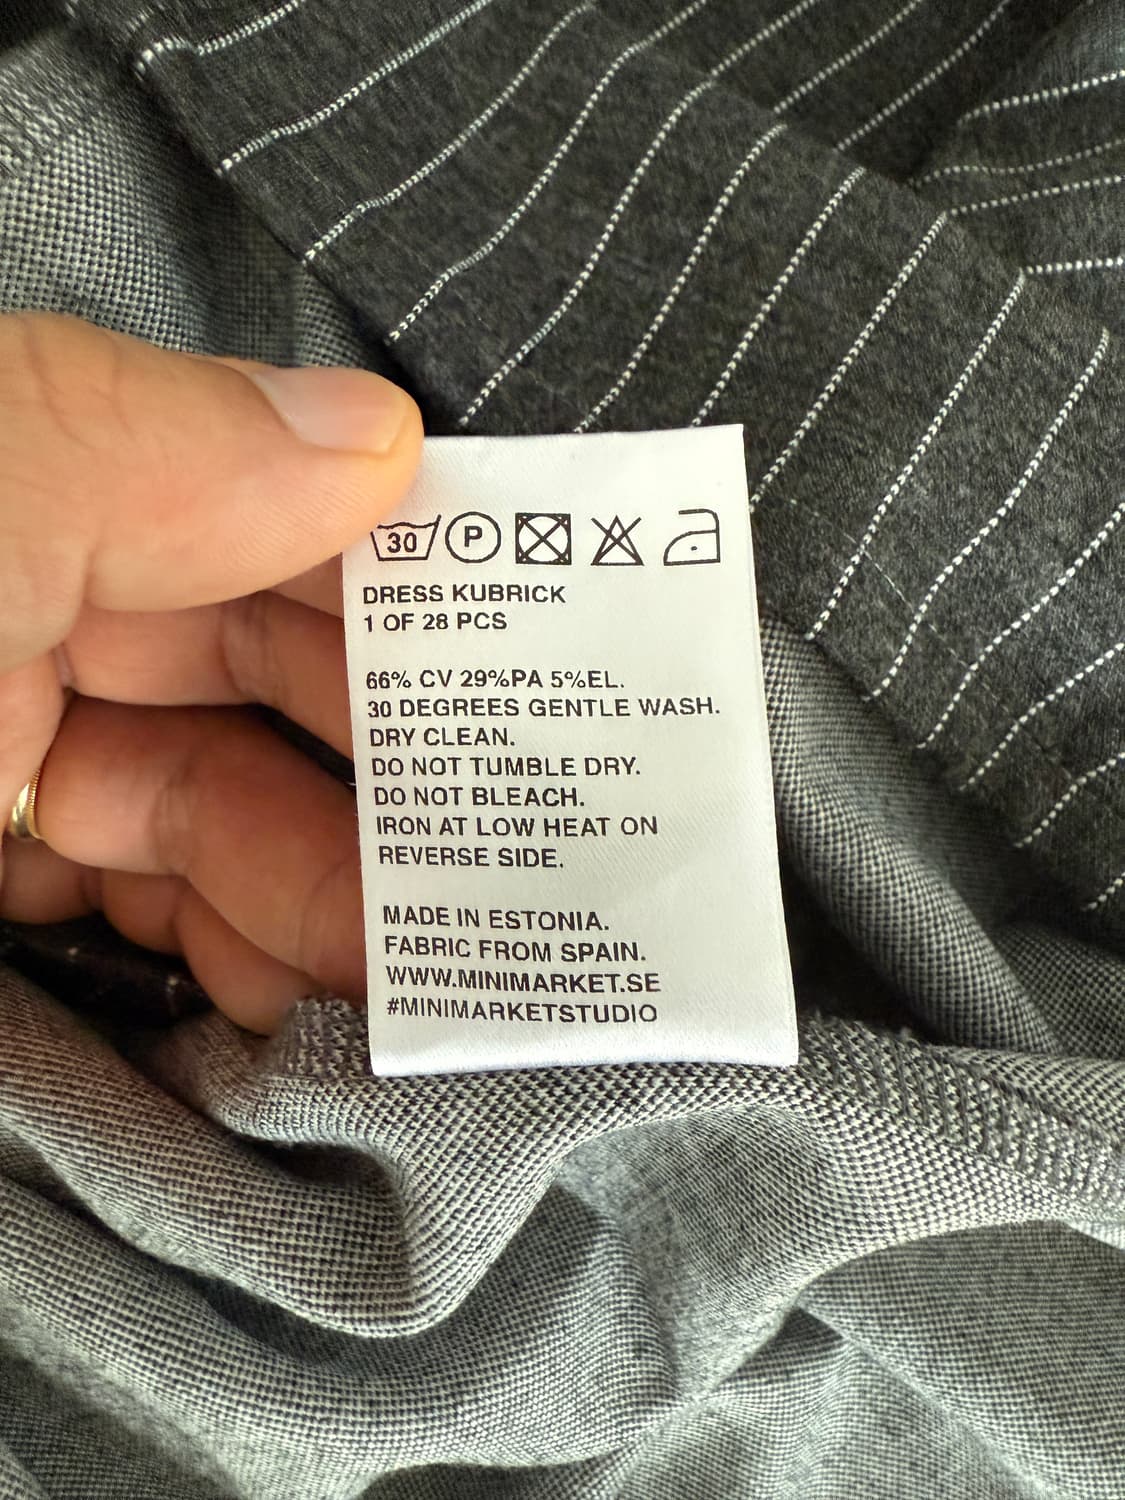 30 P
DRESS KUBRICK
1 OF 28 PCS
66% CV 29%PA 5%EL.
30 DEGREES GENTLE WASH.
DRY CLEAN.
DO NOT TUMBLE DRY.
DO NOT BLEACH.
IRON AT LOW HEAT ON
REVERSE SIDE.
MADE IN ESTONIA.
FABRIC FROM SPAIN.
WWW.MINIMARKET.SE
#MINIMARKETSTUDIO